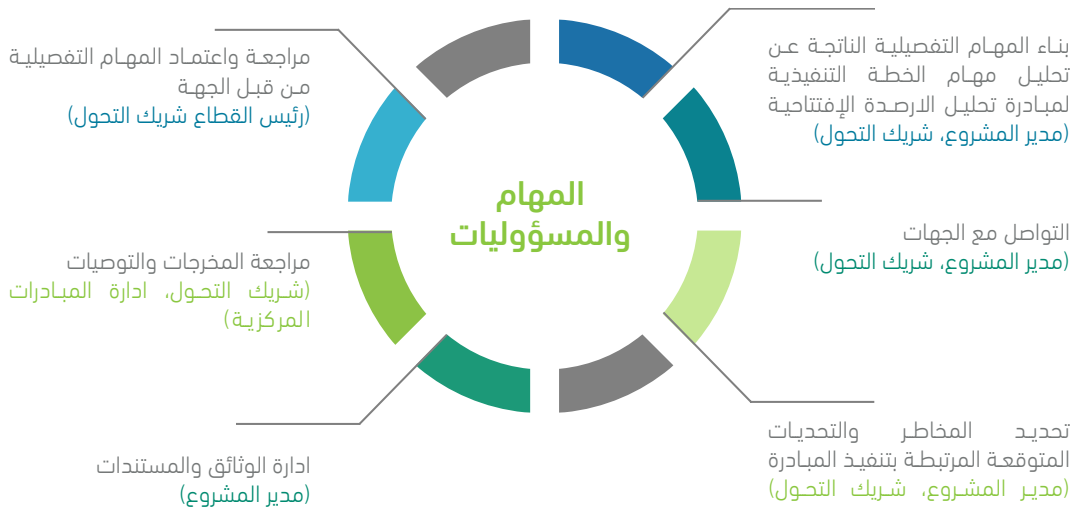 المهام
والمسؤوليات
بناء المهام التفصيلية الناتجة عن
تحليل مهام الخطة التنفيذية
لمبادرة تحليل الارصدة الإفتتاحية
(مدير المشروع، شريك التحول)
التواصل مع الجهات
(مدير المشروع، شريك التحول)
تحديد المخاطر والتحديات
المتوقعة المرتبطة بتنفيذ المبادرة
(مدير المشروع، شريك التحول)
مراجعة واعتماد المهام التفصيلية
من قبل الجهة
(رئيس القطاع شريك التحول)
مراجعة المخرجات والتوصيات
(شريك التحول، ادارة المبادرات
المركزية)
ادارة الوثائق والمستندات
(مدير المشروع)